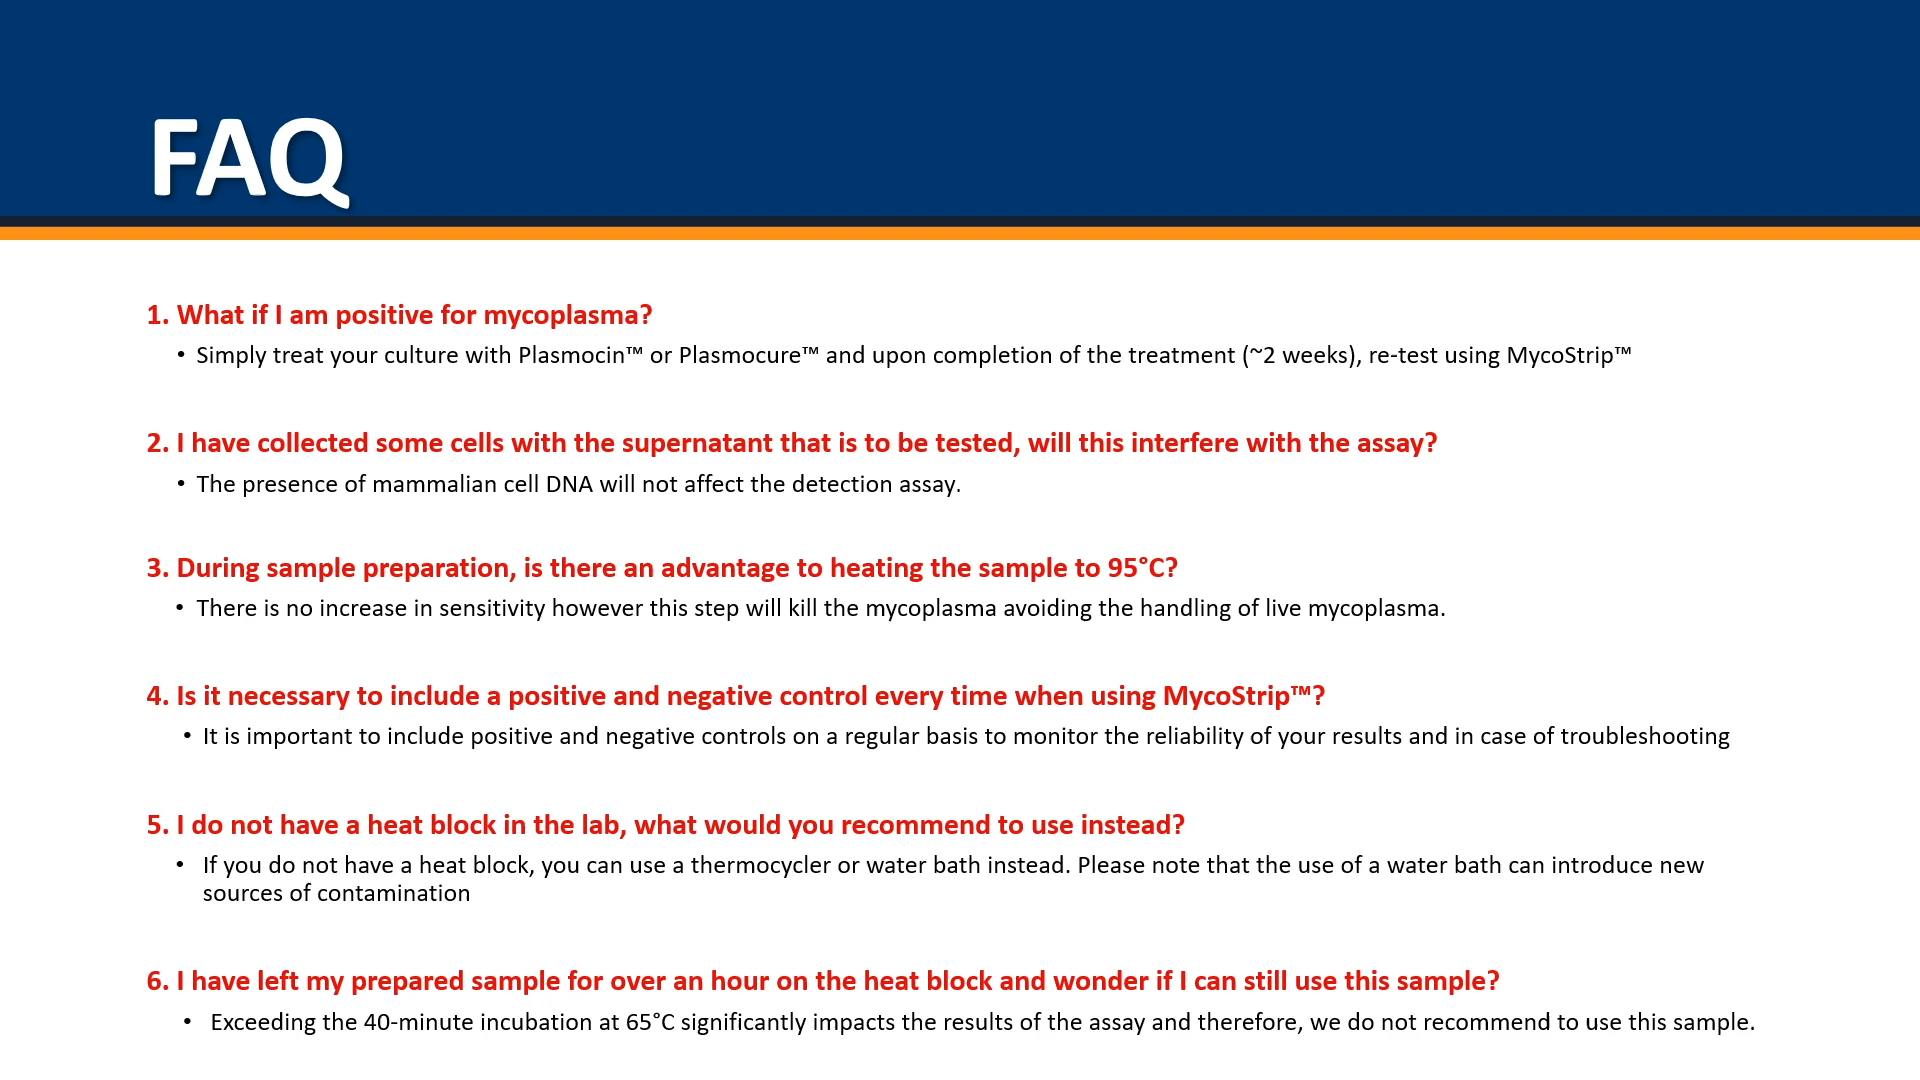 FAQ
1. What if I am positive for mycoplasma?
• Simply treat your culture with Plasmocin™ or Plasmocure™ and upon completion of the treatment (~2 weeks), re-test using MycoStrip™
2. I have collected some cells with the supernatant that is to be tested, will this interfere with the assay?
• The presence of mammalian cell DNA will not affect the detection assay.
3. During sample preparation, is there an advantage to heating the sample to 95°C?
• There is no increase in sensitivity however this step will kill the mycoplasma avoiding the handling of live mycoplasma.
4. Is it necessary to include a positive and negative control every time when using MycoStrip™?
• It is important to include positive and negative controls on a regular basis to monitor the reliability of your results and in case of troubleshooting
5. I do not have a heat block in the lab, what would you recommend to use instead?
• If you do not have a heat block, you can use a thermocycler or water bath instead. Please note that the use of a water bath can introduce new
sources of contamination
6. I have left my prepared sample for over an hour on the heat block and wonder if I can still use this sample?
• Exceeding the 40-minute incubation at 65°C significantly impacts the results of the assay and therefore, we do not recommend to use this sample.